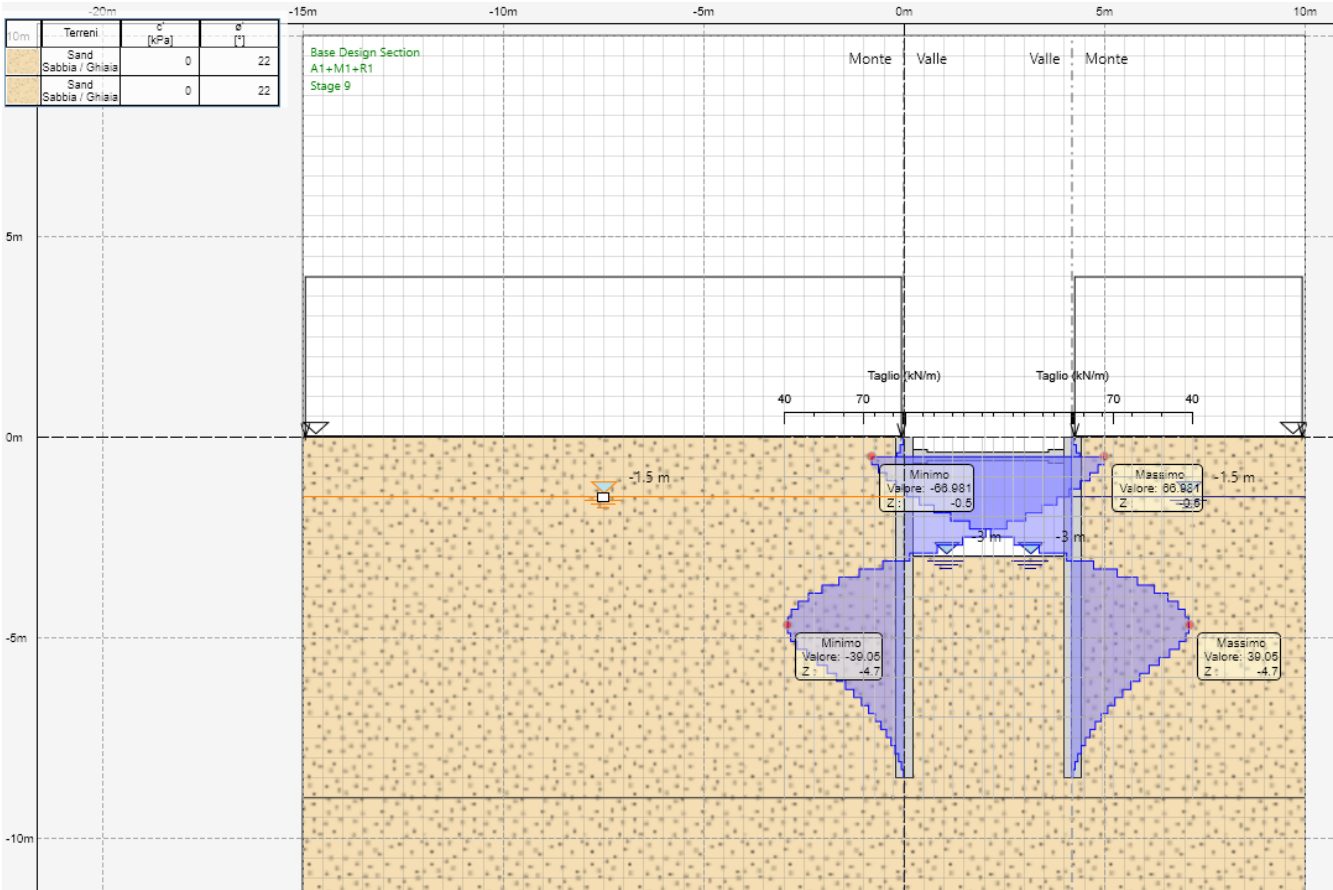 -20m -15m -10m -5m 0m 5m 10m
10m
Terreni c' [kPa] ø' [°]
Sand
Sabbia / Ghiaia 0 22
Sand
Sabbia / Ghiaia 0 22
Base Design Section
A1+M1+R1
Stage 9
Monte Valle Valle Monte
5m
Taglio (kN/m) Taglio (kN/m)
40 70 70 40
0m
-1.5 m
Minimo
Valore: -66.981
Z : -0.5
Massimo
Valore: 66.981
Z : -0.5
-1.5 m
-3 m -3 m
-5m
Minimo
Valore: -39.05
Z : -4.7
Massimo
Valore: 39.05
Z : -4.7
-10m